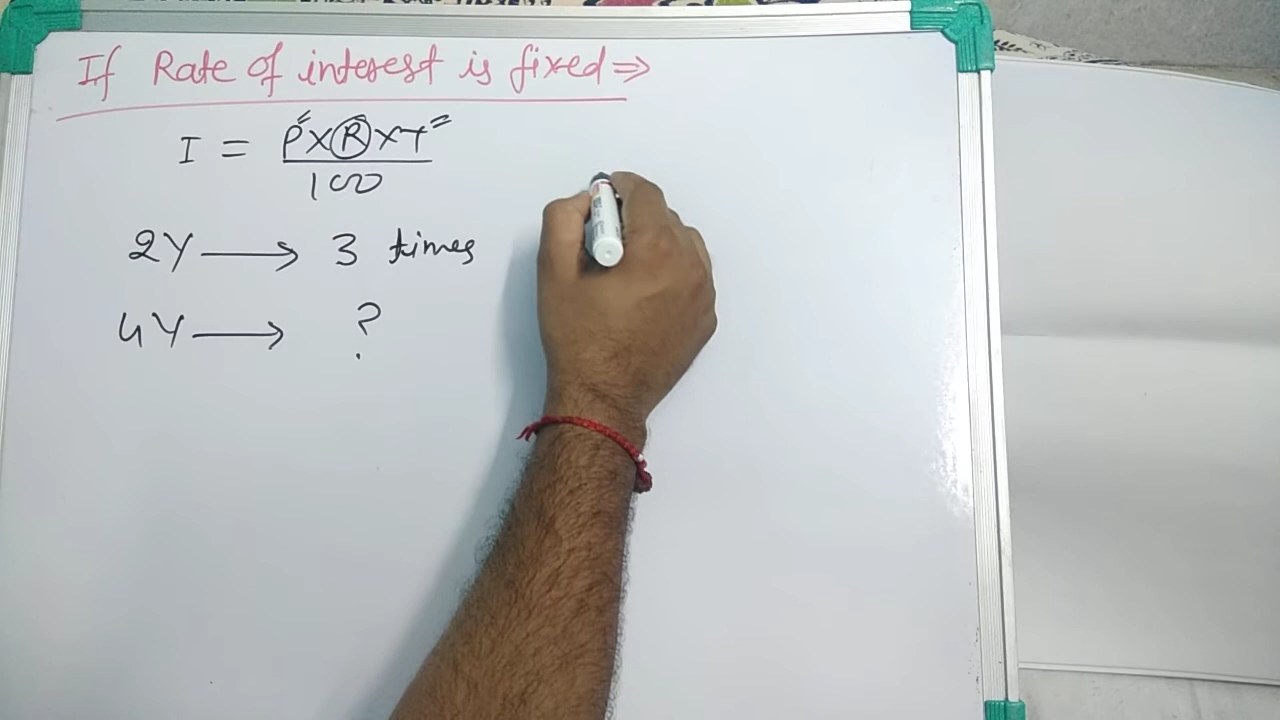 If Rate of interest is fixed ⇒
I = P×R×T
100
2Y → 3 times
4Y → ?